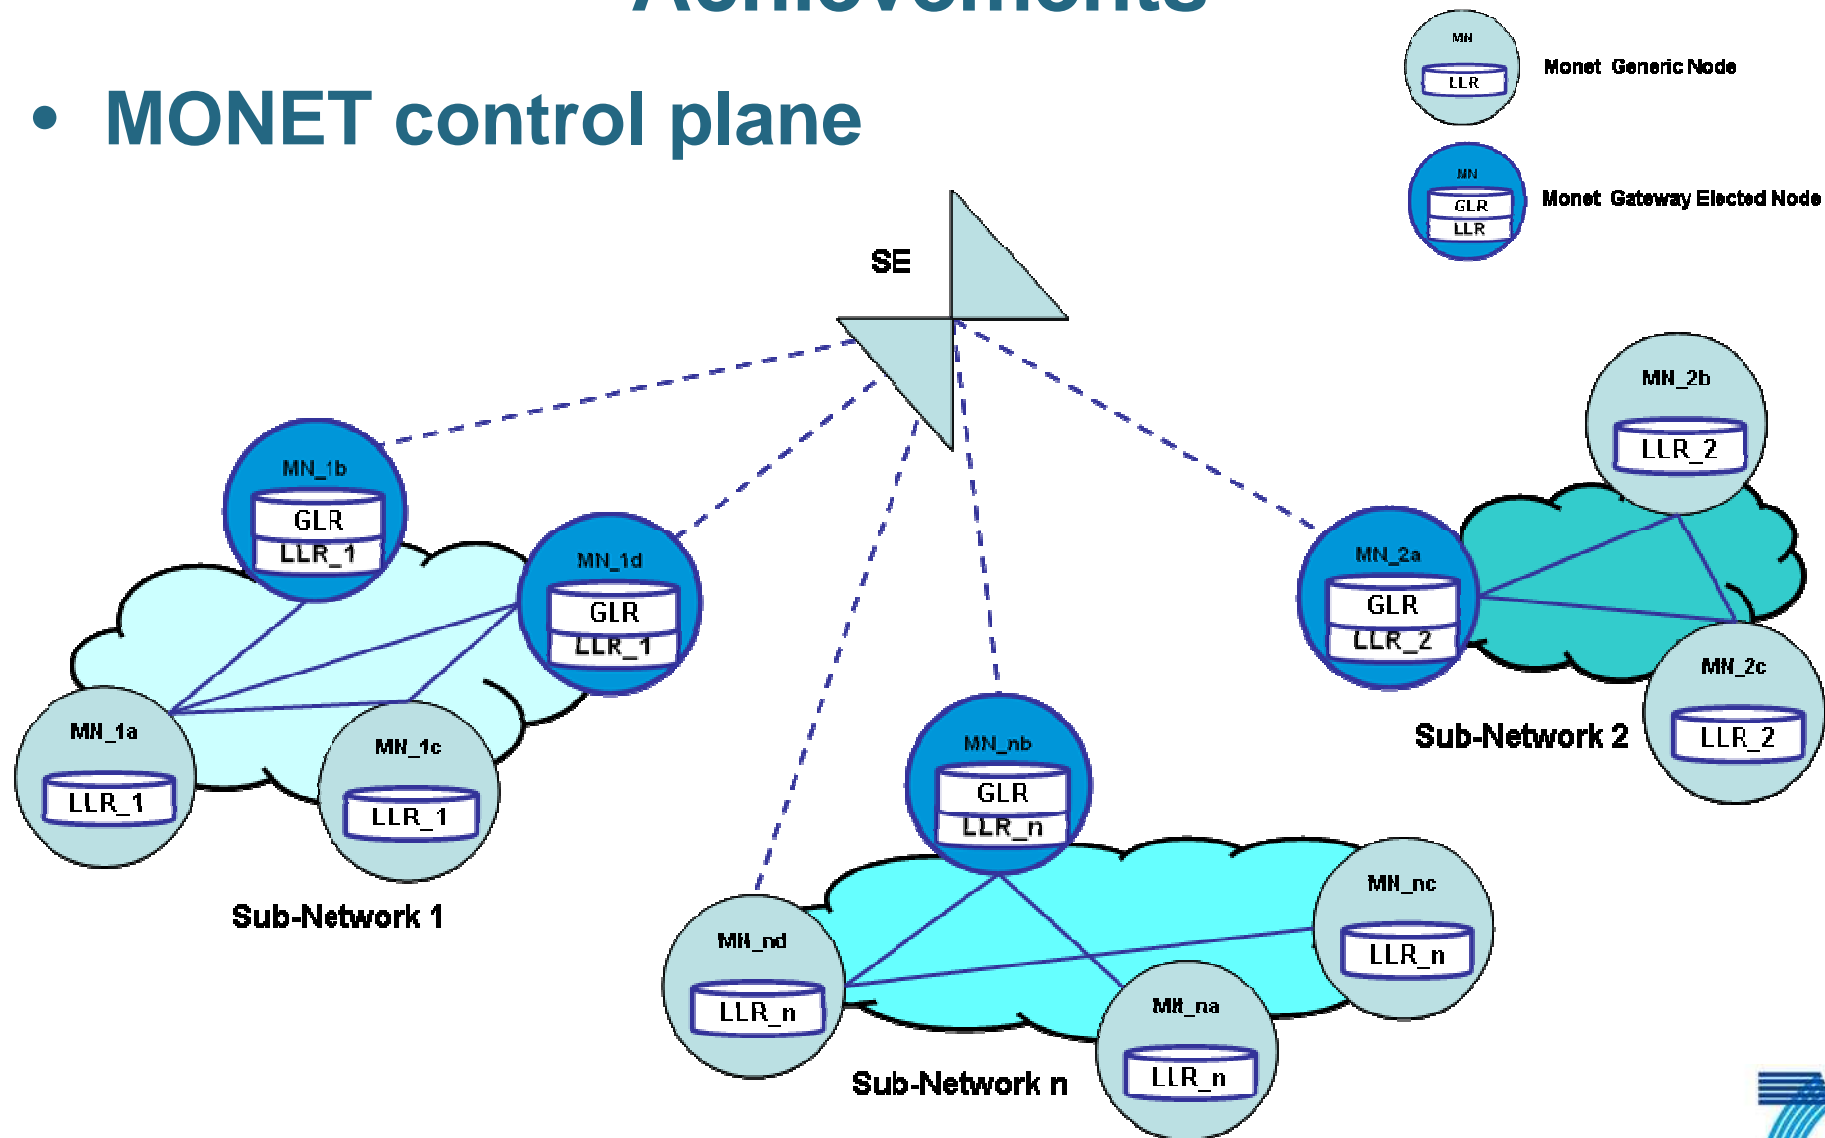 Achievements
• MONET control plane
MN
LLR
Monet Generic Node
MN
GLR
LLR
Monet Gateway Elected Node
SE
MN_2b
LLR_2
MN_1b
GLR
LLR_1
MN_1d
GLR
LLR_1
MN_2a
GLR
LLR_2
MN_2c
LLR_2
Sub-Network 2
MN_1a
LLR_1
MN_1c
LLR_1
Sub-Network 1
MN_nb
GLR
LLR_n
MN_nc
LLR_n
MN_nd
LLR_n
MN_na
LLR_n
Sub-Network n